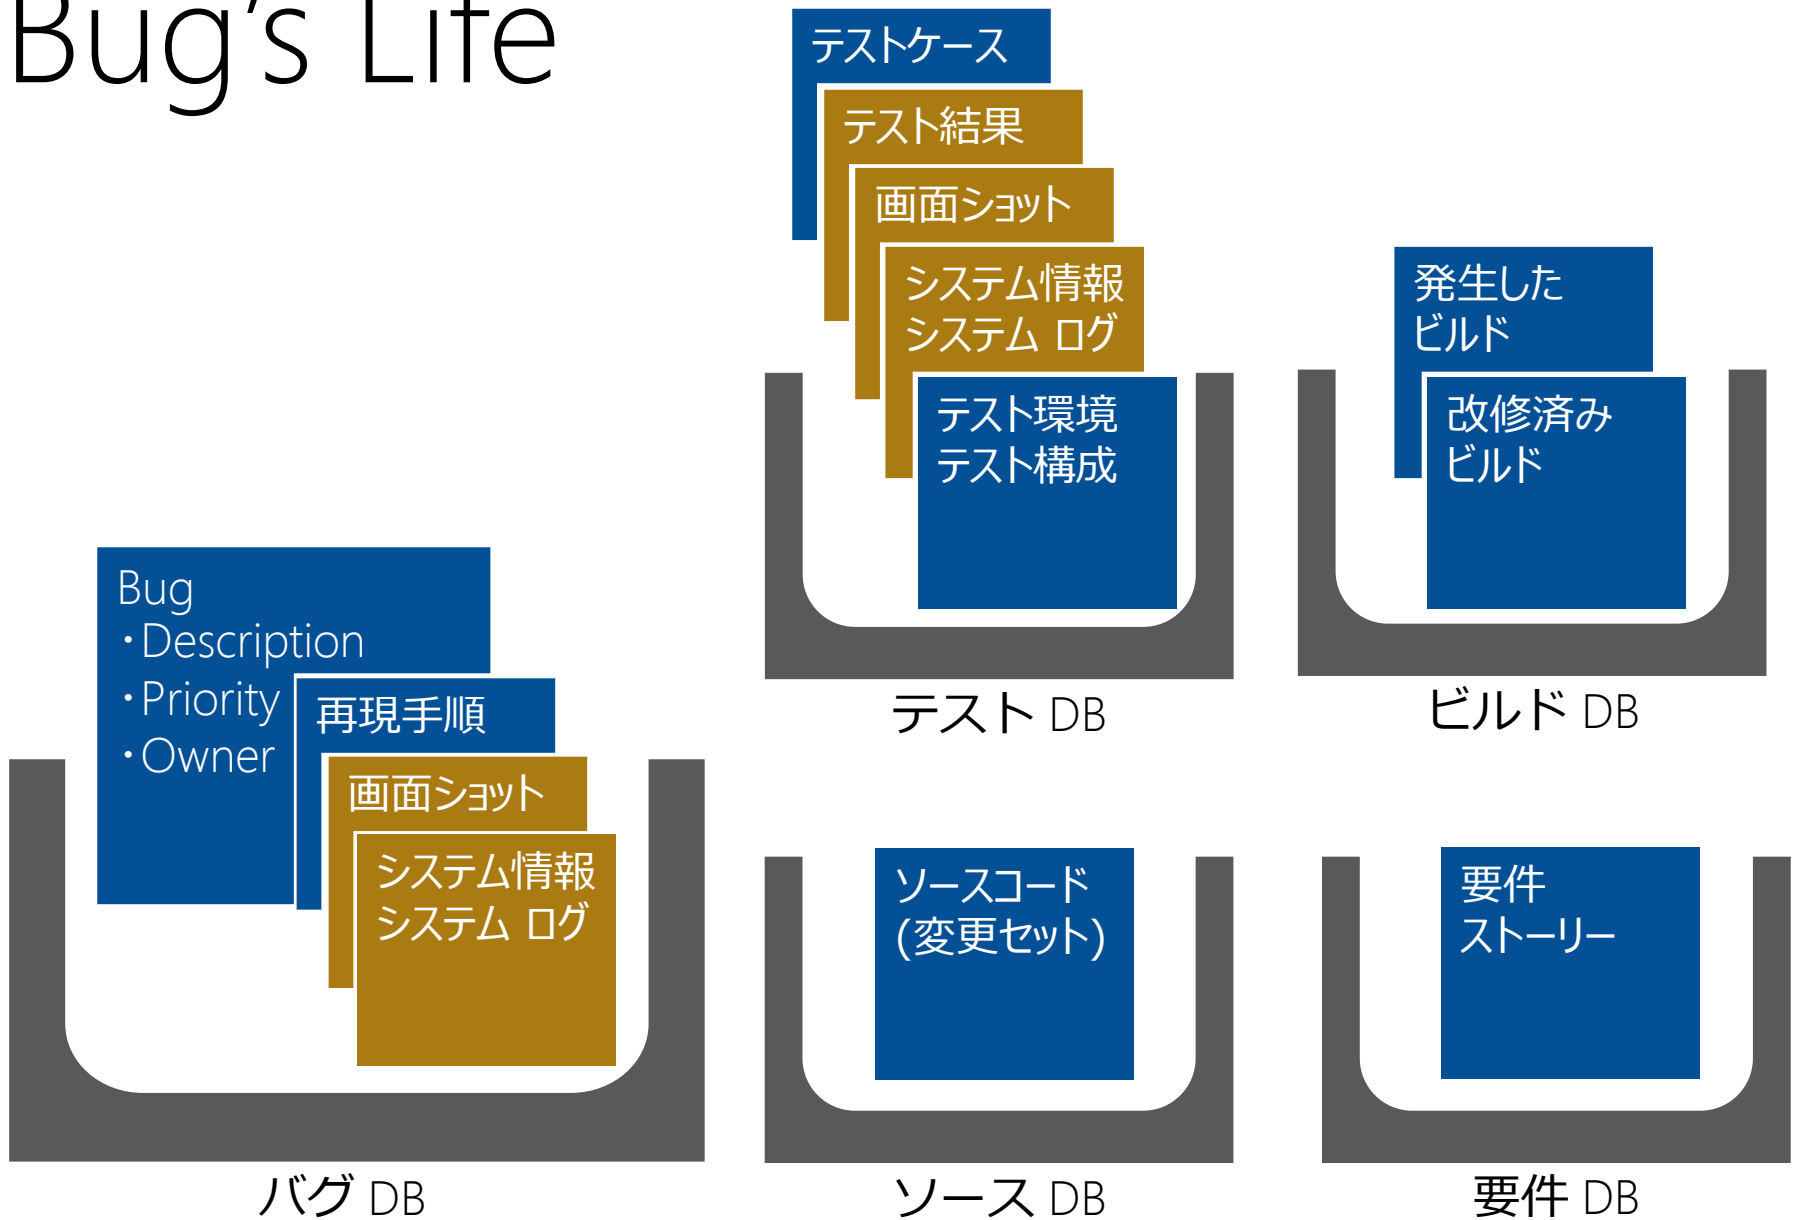 Bug's Life
テストケース
テスト結果
画面ショット
システム情報
システム ログ
テスト環境
テスト構成
テスト DB
発生した
ビルド
改修済み
ビルド
ビルド DB
Bug
・Description
・Priority
・Owner
再現手順
画面ショット
システム情報
システム ログ
バグ DB
ソースコード
(変更セット)
ソース DB
要件
ストーリー
要件 DB